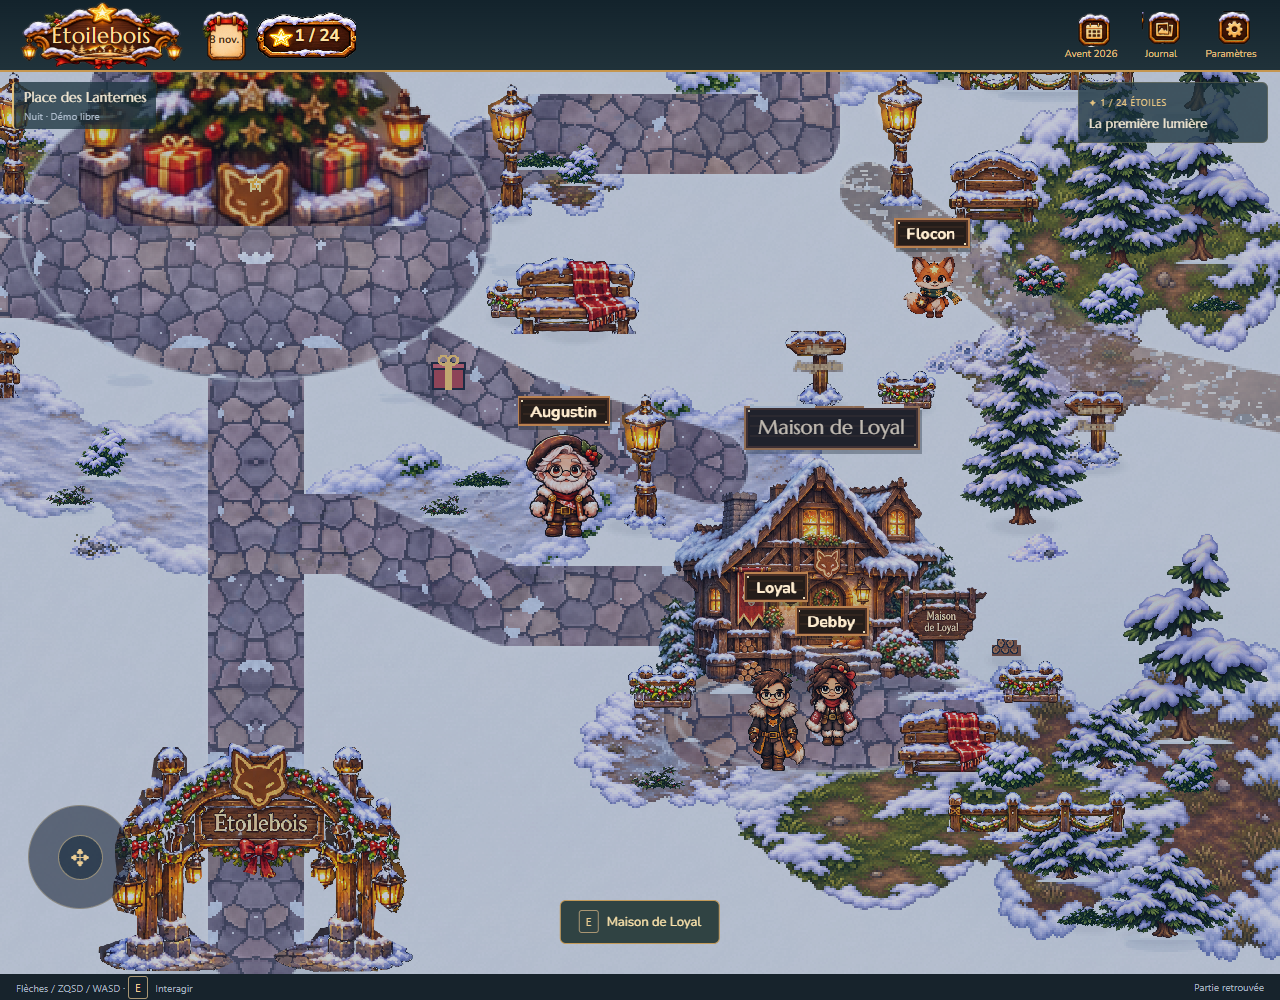 Étoilebois
8 nov.
1 / 24
Avent 2026
Journal
Paramètres
Place des Lanternes
Nuit · Démo libre
✦ 1 / 24 ÉTOILES
La première lumière
Flocon
Augustin
Maison de Loyal
Loyal
Debby
Maison
de Loyal
Étoilebois
E Maison de Loyal
Flèches / ZQSD / WASD · E Interagir
Partie retrouvée